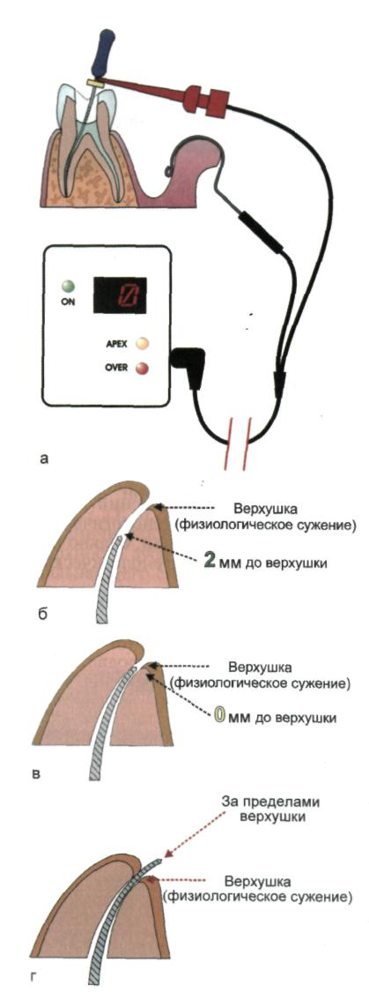 0
ON
APEX
OVER
а
Верхушка
(физиологическое сужение)
2 мм до верхушки
б
Верхушка
(физиологическое сужение)
0 мм до верхушки
в
За пределами
верхушки
Верхушка
(физиологическое сужение)
г